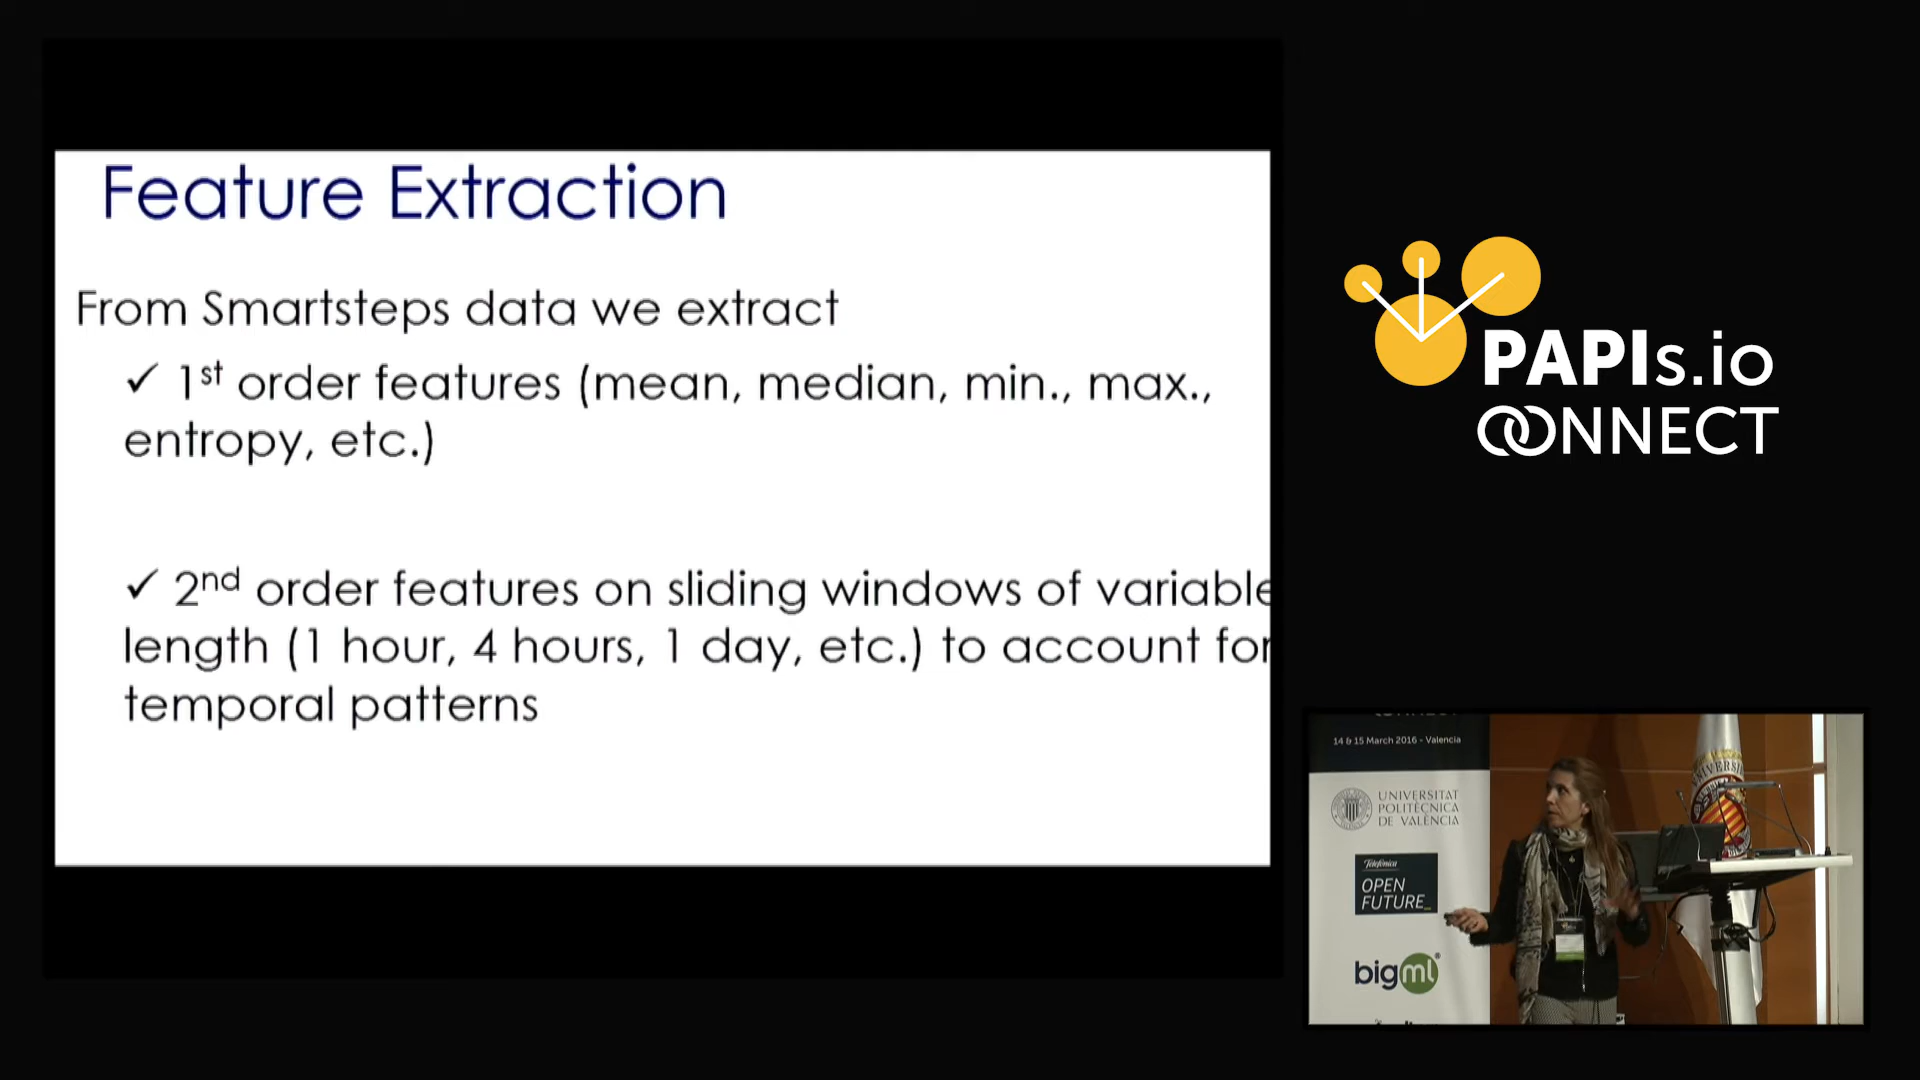 Feature Extraction
From Smartsteps data we extract
✓ 1st order features (mean, median, min., max.,
entropy, etc.)
✓ 2nd order features on sliding windows of variable
length (1 hour, 4 hours, 1 day, etc.) to account for
temporal patterns
PAPIs.io
CONNECT
14 & 15 March 2016 - Valencia
UNIVERSITAT
POLITÈCNICA
DE VALÈNCIA
Telefónica
OPEN
FUTURE_
bigml